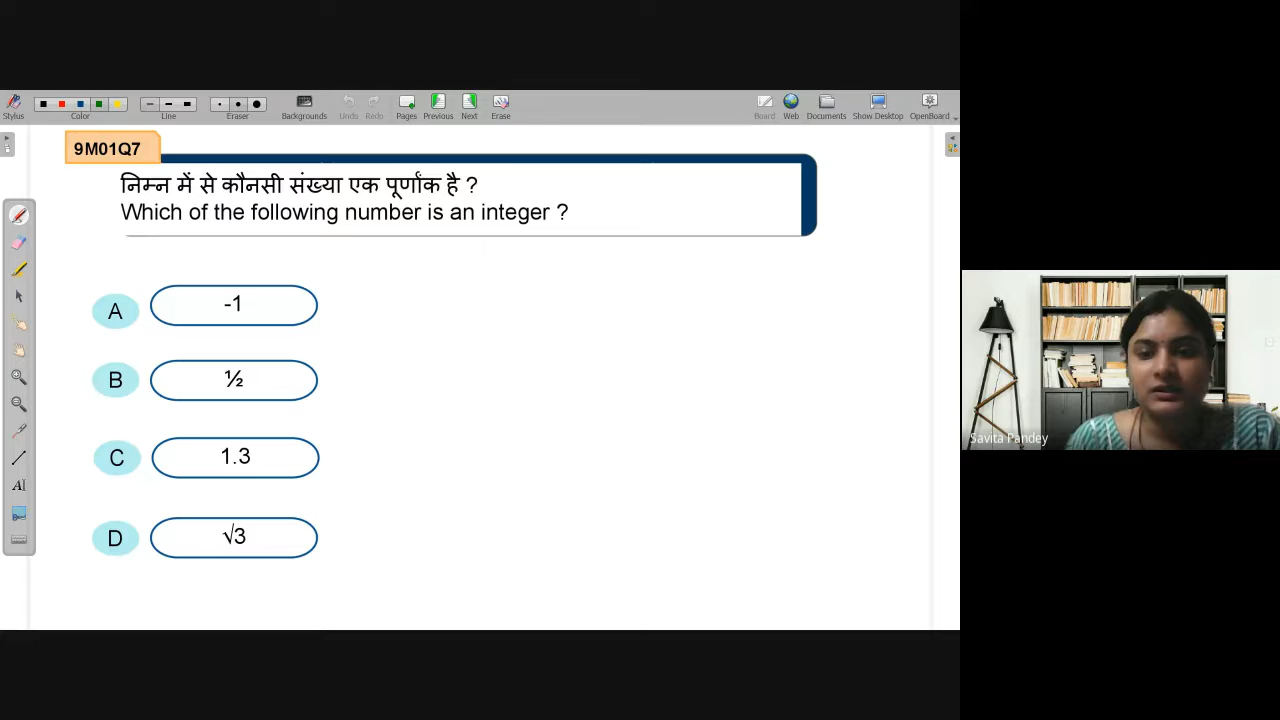 Stylus
Color
Line
Eraser
Backgrounds
Undo
Redo
Pages
Previous
Next
Erase
Board
Web
Documents
Show Desktop
OpenBoard
9M01Q7
निम्न में से कौनसी संख्या एक पूर्णांक है ?
Which of the following number is an integer ?
A
-1
B
½
C
1.3
D
√3
Savita Pandey